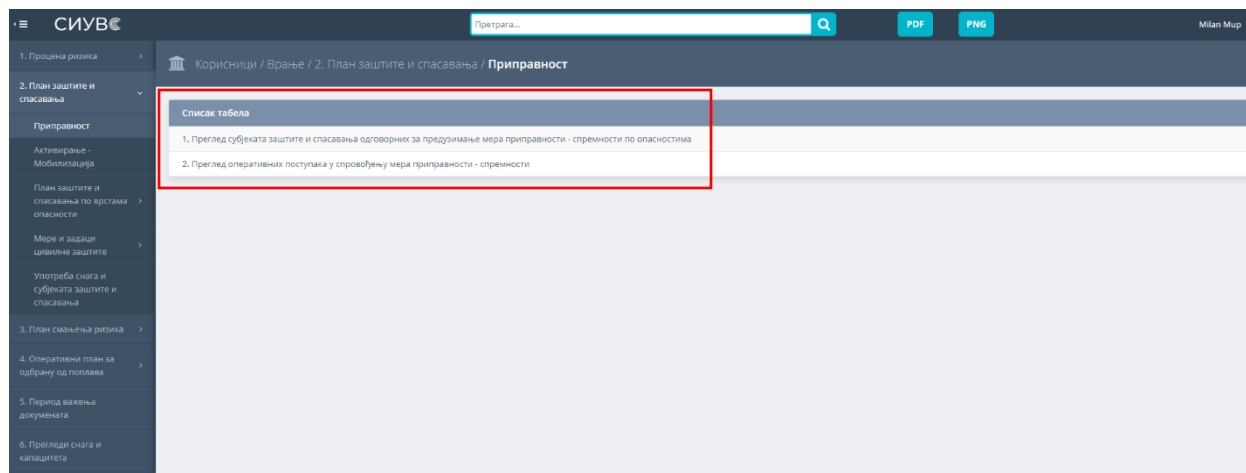 СИУВС
Претрага...
PDF
PNG
Milan Mup
1. Процена ризика
2. План заштите и
спасавања
Приправност
Активирање -
Мобилизација
План заштите и
спасавања по врстама
опасности
Мере и задаци
цивилне заштите
Употреба снага и
субјеката заштите и
спасавања
3. План смањења ризика
4. Оперативни план за
одбрану од поплава
5. Период важења
докумената
6. Прегледи снага и
капацитета
Корисници / Врање / 2. План заштите и спасавања / Приправност
Списак табела
1. Преглед субјеката заштите и спасавања одговорних за предузимање мера приправности - спремности по опасностима
2. Преглед оперативних поступака у спровођењу мера приправности - спремности